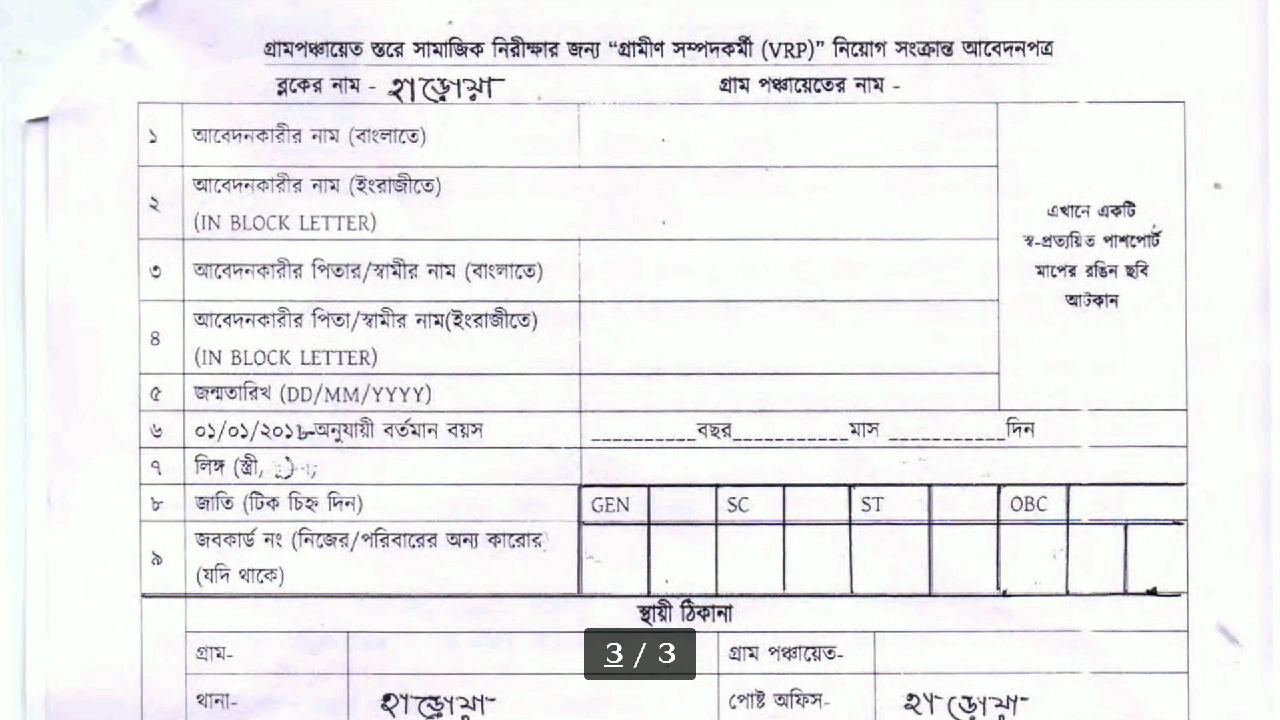 গ্রামপঞ্চায়েত স্তরে সামাজিক নিরীক্ষার জন্য “গ্রামীণ সম্পদকর্মী (VRP)” নিয়োগ সংক্রান্ত আবেদনপত্র
ব্লকের নাম - হাড়োয়া গ্রাম পঞ্চায়েতের নাম -
১ আবেদনকারীর নাম (বাংলাতে)
২ আবেদনকারীর নাম (ইংরাজীতে)
(IN BLOCK LETTER)
এখানে একটি
স্ব-প্রত্যয়িত পাশপোর্ট
মাপের রঙিন ছবি
আটকান
৩ আবেদনকারীর পিতার/স্বামীর নাম (বাংলাতে)
৪ আবেদনকারীর পিতা/স্বামীর নাম(ইংরাজীতে)
(IN BLOCK LETTER)
৫ জন্মতারিখ (DD/MM/YYYY)
৬ ০১/০১/২০১৮-অনুযায়ী বর্তমান বয়স __________বছর___________মাস ___________দিন
৭ লিঙ্গ (স্ত্রী,
৮ জাতি (টিক চিহ্ন দিন) GEN SC ST OBC
৯ জবকার্ড নং (নিজের/পরিবারের অন্য কারোর
(যদি থাকে)
স্থায়ী ঠিকানা
গ্রাম- গ্রাম পঞ্চায়েত-
3 / 3
থানা- হাড়োয়া পোষ্ট অফিস- হাড়োয়া